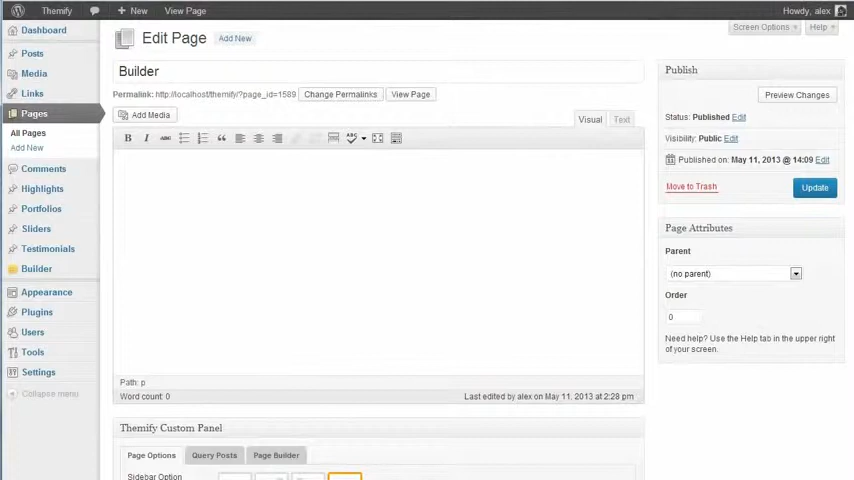 Themify
New
View Page
Howdy, alex
Dashboard
Posts
Media
Links
Pages
All Pages
Add New
Comments
Highlights
Portfolios
Sliders
Testimonials
Builder
Appearance
Plugins
Users
Tools
Settings
Collapse menu
Screen Options
Help
Edit Page
Add New
Builder
Permalink: http://localhost/themify/?page_id=1589
Change Permalinks
View Page
Add Media
Visual
Text
B I ABC
ABC
Path: p
Word count: 0
Last edited by alex on May 11, 2013 at 2:28 pm
Themify Custom Panel
Page Options
Query Posts
Page Builder
Sidebar Option
Publish
Preview Changes
Status: Published Edit
Visibility: Public Edit
Published on: May 11, 2013 @ 14:09 Edit
Move to Trash
Update
Page Attributes
Parent
(no parent)
Order
0
Need help? Use the Help tab in the upper right
of your screen.